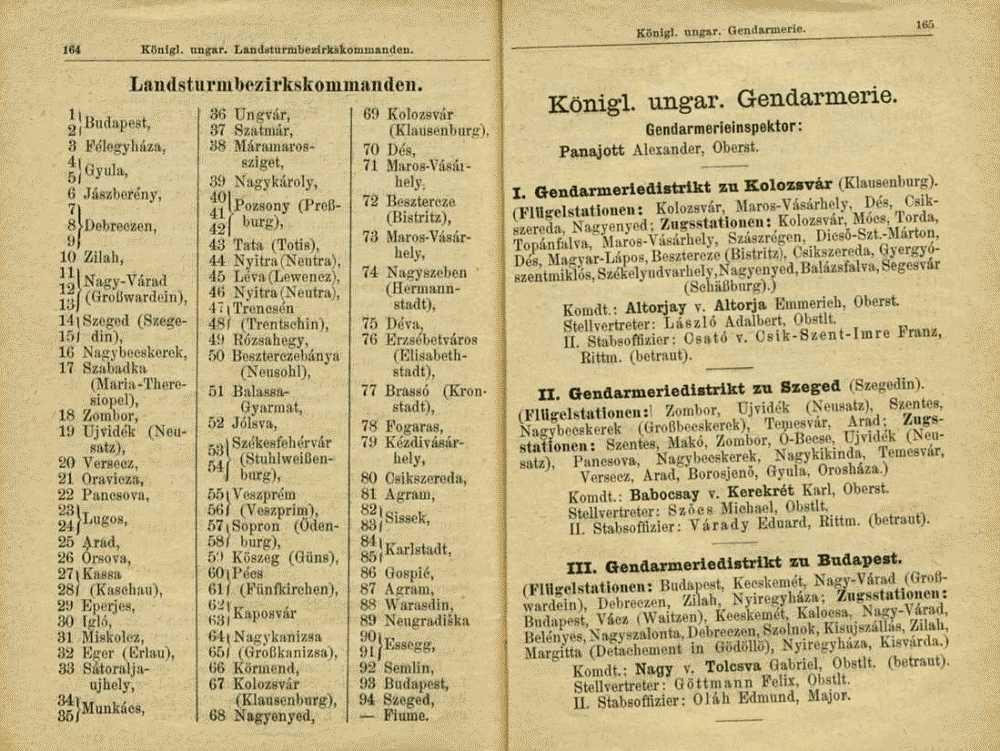 164 Königl. ungar. Landsturmbezirkskommanden.
Landsturmbezirkskommanden.
1
2 } Budapest,
3 Félegyháza,
4
5 } Gyula,
6 Jászberény,
7
8 } Debreczen,
9
10 Zilah,
11
12 } Nagy-Várad
13 } (Großwardein),
14 } Szeged (Szege-
15 } din),
16 Nagybecskerek,
17 Szabadka
(Maria-There-
siopel),
18 Zombor,
19 Ujvidék (Neu-
satz),
20 Versecz,
21 Oravicza,
22 Pancsova,
23
24 } Lugos,
25 Arad,
26 Orsova,
27 } Kassa
28 } (Kaschau),
29 Eperjes,
30 Igló,
31 Miskolcz,
32 Eger (Erlau),
33 Sátoralja-
ujhely,
34
35 } Munkács,
36 Ungvár,
37 Szatmár,
38 Máramaros-
sziget,
39 Nagykároly,
40
41 } Pozsony (Preß-
42 } burg),
43 Tata (Totis),
44 Nyitra (Neutra),
45 Léva (Lewencz),
46 Nyitra (Neutra),
47 } Trencsén
48 } (Trentschin),
49 Rózsahegy,
50 Beszterczebánya
(Neusohl),
51 Balassa-
Gyarmat,
52 Jólsva,
53 } Székesfehérvár
(Stuhlweißen-
54 } burg),
55 } Veszprém
56 } (Veszprim),
57 } Sopron (Öden-
58 } burg),
59 Köszeg (Güns),
60 } Pécs
61 } (Fünfkirchen),
62
63 } Kaposvár
64 } Nagykanizsa
65 } (Großkanizsa),
66 Körmend,
67 Kolozsvár
(Klausenburg),
68 Nagyenyed,
69 Kolozsvár
(Klausenburg),
70 Dés,
71 Maros-Vásár-
hely,
72 Besztercze
(Bistritz),
73 Maros-Vásár-
hely,
74 Nagyszeben
(Hermann-
stadt),
75 Déva,
76 Erzsébetváros
(Elisabeth-
stadt),
77 Brassó (Kron-
stadt),
78 Fogaras,
79 Kézdivásár-
hely,
80 Csikszereda,
81 Agram,
82
83 } Sissek,
84
85 } Karlstadt,
86 Gospić,
87 Agram,
88 Warasdin,
89 Neugradiška
90
91 } Essegg,
92 Semlin,
93 Budapest,
94 Szeged,
— Fiume.
Königl. ungar. Gendarmerie. 165
Königl. ungar. Gendarmerie.
Gendarmerieinspektor:
Panajott Alexander, Oberst.
I. Gendarmeriedistrikt zu Kolozsvár (Klausenburg).
(Flügelstationen: Kolozsvár, Maros-Vásárhely, Dés, Csik-
szereda, Nagyenyed; Zugsstationen: Kolozsvár, Mócs, Torda,
Topánfalva, Maros-Vásárhely, Szászrégen, Dicső-Szt.-Márton,
Dés, Magyar-Lápos, Besztercze (Bistritz), Csikszereda, Gyergyó-
szentmiklós, Székelyudvarhely, Nagyenyed, Balázsfalva, Segesvár
(Schäßburg).)
Komdt.: Altorjay v. Altorja Emmerich, Oberst.
Stellvertreter: László Adalbert, Obstlt.
II. Stabsoffizier: Csató v. Csik-Szent-Imre Franz,
Rittm. (betraut).
II. Gendarmeriedistrikt zu Szeged (Szegedin).
(Flügelstationen: Zombor, Ujvidék (Neusatz), Szentes,
Nagybecskerek (Großbecskerek), Temesvár, Arad; Zugs-
stationen: Szentes, Makó, Zombor, Ó-Becse, Ujvidék (Neu-
satz), Pancsova, Nagybecskerek, Nagykikinda, Temesvár,
Versecz, Arad, Borosjenő, Gyula, Orosháza.)
Komdt.: Babocsay v. Kerekrét Karl, Oberst.
Stellvertreter: Szőcs Michael, Obstlt.
II. Stabsoffizier: Várady Eduard, Rittm. (betraut).
III. Gendarmeriedistrikt zu Budapest.
(Flügelstationen: Budapest, Kecskemét, Nagy-Várad (Groß-
wardein), Debreczen, Zilah, Nyiregyháza; Zugsstationen:
Budapest, Vácz (Waitzen), Kecskemét, Kalocsa, Nagy-Várad,
Belényes, Nagyszalonta, Debreczen, Szolnok, Kisujszállás, Zilah,
Margitta (Detachement in Gödöllő), Nyiregyháza, Kisvárda.)
Komdt.: Nagy v. Tolcsva Gabriel, Obstlt. (betraut).
Stellvertreter: Göttmann Felix, Obstlt.
II. Stabsoffizier: Oláh Edmund, Major.